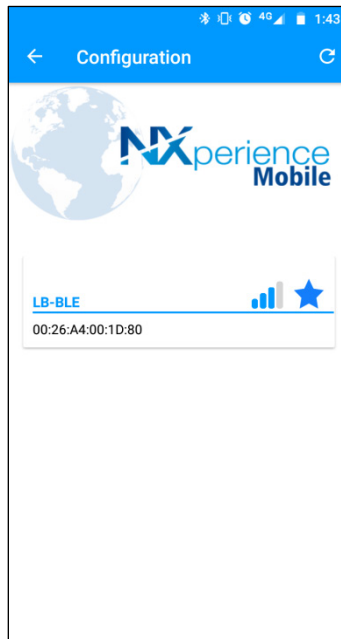 4G 1:43
Configuration
NXperience
Mobile
LB-BLE
00:26:A4:00:1D:80